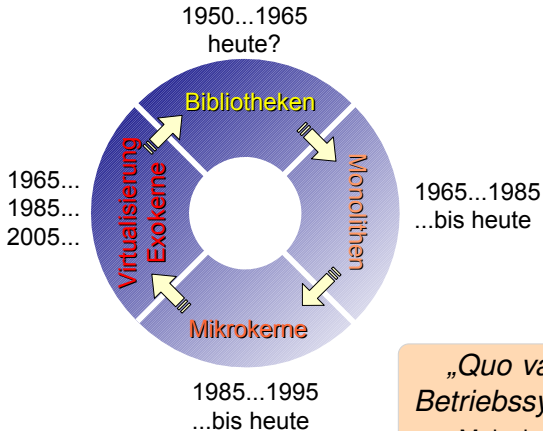 1950...1965
heute?
Bibliotheken
Monolithen
1965...1985
...bis heute
Virtualisierung
Exokerne
1965...
1985...
2005...
Mikrokerne
1985...1995
...bis heute
„Quo
Betriebssy